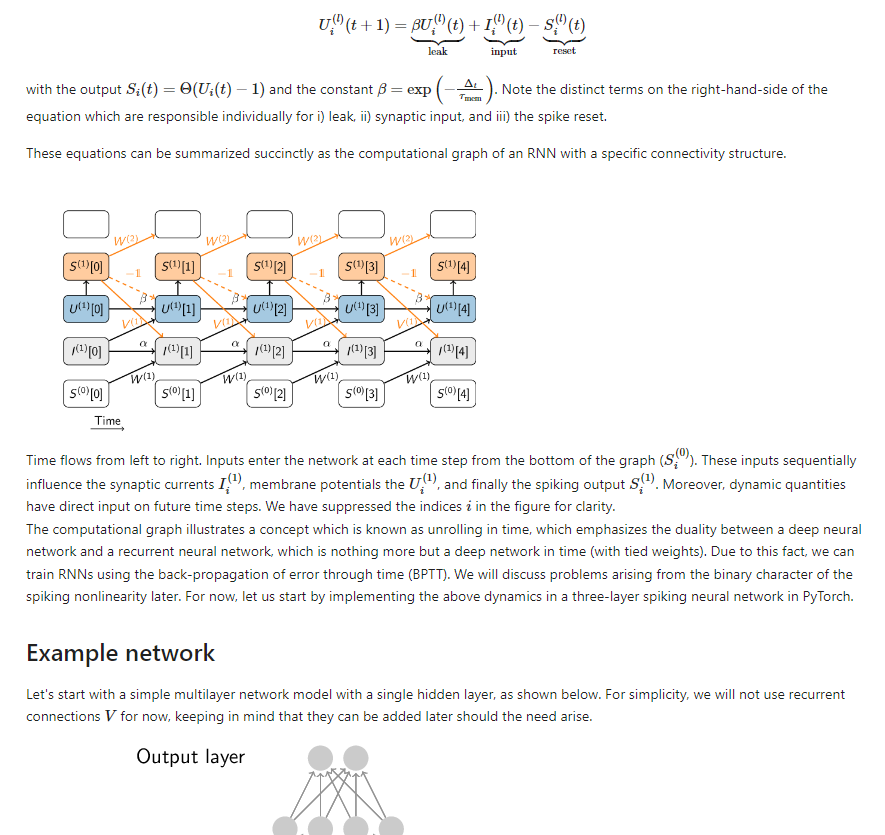 U_i^{(l)}(t + 1) = βU_i^{(l)}(t) + I_i^{(l)}(t) − S_i^{(l)}(t)
leak input reset
with the output S_i(t) = Θ(U_i(t) − 1) and the constant β = exp(−Δ_t/τ_mem). Note the distinct terms on the right-hand-side of the
equation which are responsible individually for i) leak, ii) synaptic input, and iii) the spike reset.
These equations can be summarized succinctly as the computational graph of an RNN with a specific connectivity structure.
W(2) W(2) W(2) W(2)
S(1)[0] S(1)[1] S(1)[2] S(1)[3] S(1)[4]
−1 −1 −1 −1
β β β β
U(1)[0] U(1)[1] U(1)[2] U(1)[3] U(1)[4]
V(1) V(1) V(1) V(1)
α α α α
I(1)[0] I(1)[1] I(1)[2] I(1)[3] I(1)[4]
W(1) W(1) W(1) W(1)
S(0)[0] S(0)[1] S(0)[2] S(0)[3] S(0)[4]
Time
Time flows from left to right. Inputs enter the network at each time step from the bottom of the graph (S_i^{(0)}). These inputs sequentially
influence the synaptic currents I_i^{(1)}, membrane potentials the U_i^{(1)}, and finally the spiking output S_i^{(1)}. Moreover, dynamic quantities
have direct input on future time steps. We have suppressed the indices i in the figure for clarity.
The computational graph illustrates a concept which is known as unrolling in time, which emphasizes the duality between a deep neural
network and a recurrent neural network, which is nothing more but a deep network in time (with tied weights). Due to this fact, we can
train RNNs using the back-propagation of error through time (BPTT). We will discuss problems arising from the binary character of the
spiking nonlinearity later. For now, let us start by implementing the above dynamics in a three-layer spiking neural network in PyTorch.
Example network
Let's start with a simple multilayer network model with a single hidden layer, as shown below. For simplicity, we will not use recurrent
connections V for now, keeping in mind that they can be added later should the need arise.
Output layer